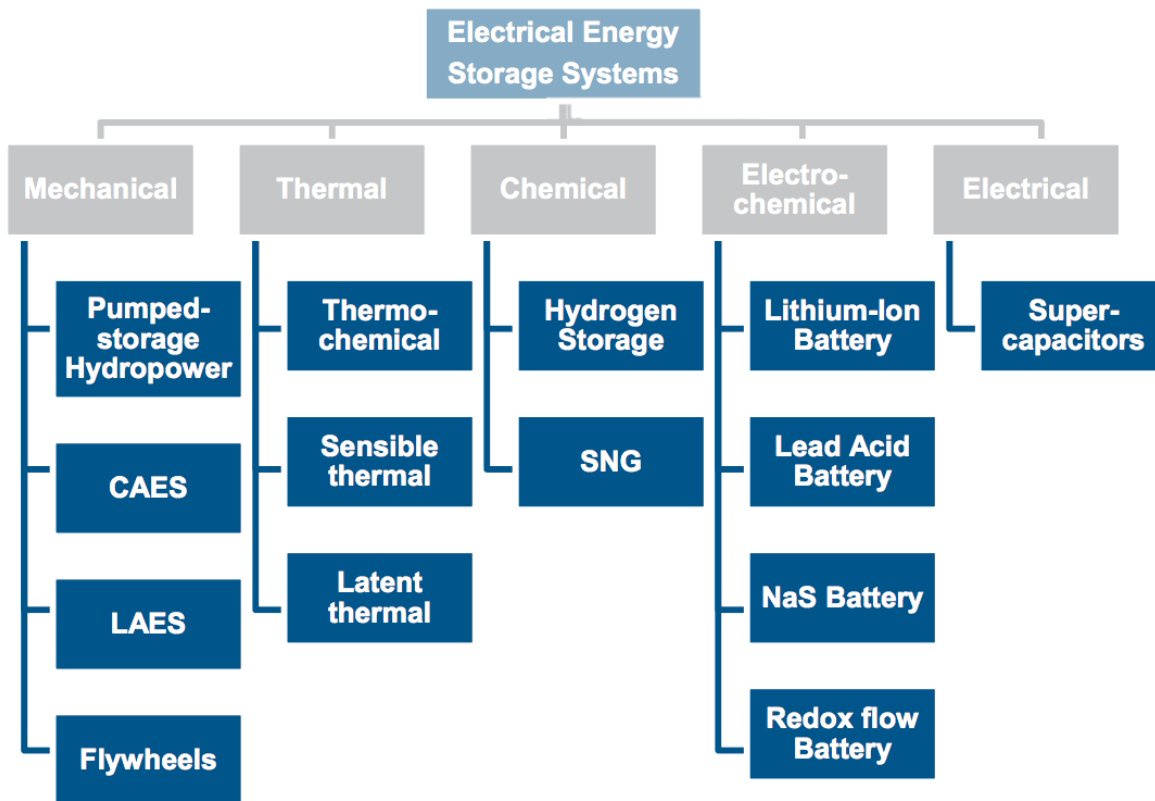 Electrical Energy
Storage Systems
Mechanical
Thermal
Chemical
Electro-
chemical
Electrical
Pumped-
storage
Hydropower
CAES
LAES
Flywheels
Thermo-
chemical
Sensible
thermal
Latent
thermal
Hydrogen
Storage
SNG
Lithium-Ion
Battery
Lead Acid
Battery
NaS Battery
Redox flow
Battery
Super-
capacitors